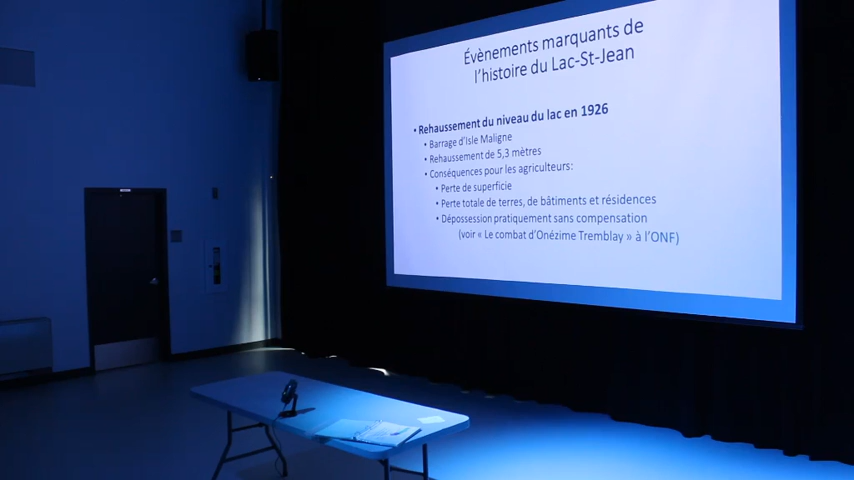 Évènements marquants de
l'histoire du Lac-St-Jean
• Rehaussement du niveau du lac en 1926
• Barrage d'Isle Maligne
• Rehaussement de 5,3 mètres
• Conséquences pour les agriculteurs:
• Perte de superficie
• Perte totale de terres, de bâtiments et résidences
• Dépossession pratiquement sans compensation
(voir « Le combat d'Onézime Tremblay » à l'ONF)